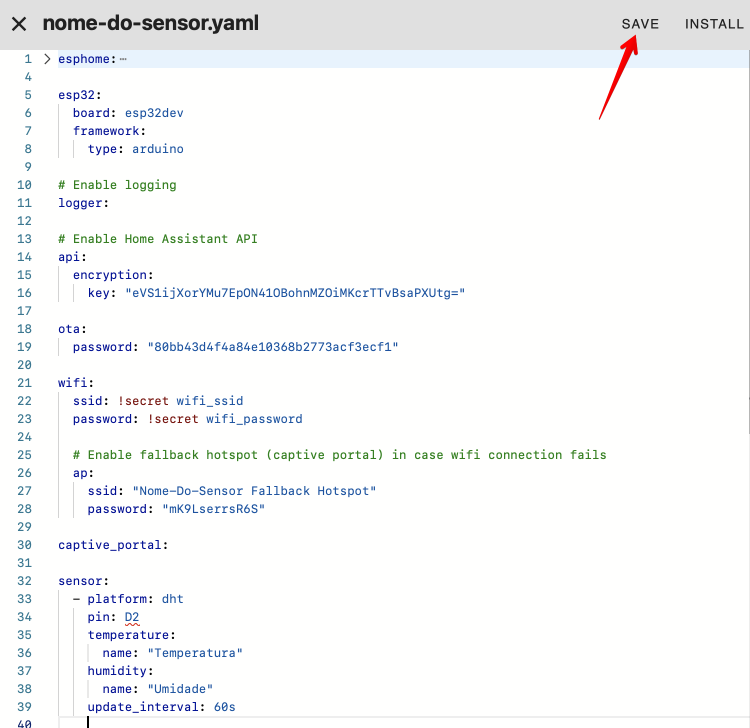 nome-do-sensor.yaml SAVE INSTALL
1 esphome:
4
5 esp32:
6 board: esp32dev
7 framework:
8 type: arduino
9
10 # Enable logging
11 logger:
12
13 # Enable Home Assistant API
14 api:
15 encryption:
16 key: "eVS1ijXorYMu7EpON41OBohnMZOiMKcrTTvBsaPXUtg="
17
18 ota:
19 password: "80bb43d4f4a84e10368b2773acf3ecf1"
20
21 wifi:
22 ssid: !secret wifi_ssid
23 password: !secret wifi_password
24
25 # Enable fallback hotspot (captive portal) in case wifi connection fails
26 ap:
27 ssid: "Nome-Do-Sensor Fallback Hotspot"
28 password: "mK9LserrsR6S"
29
30 captive_portal:
31
32 sensor:
33 - platform: dht
34 pin: D2
35 temperature:
36 name: "Temperatura"
37 humidity:
38 name: "Umidade"
39 update_interval: 60s
40